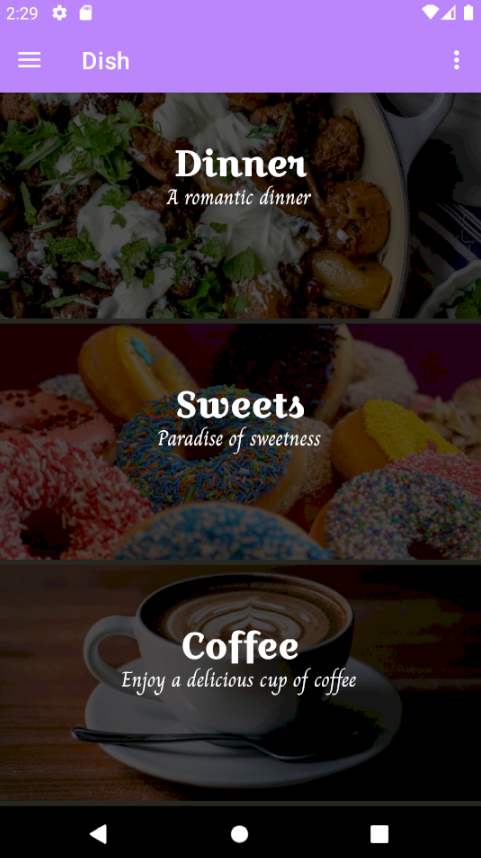 2:29
Dish
Dinner
A romantic dinner
Sweets
Paradise of sweetness
Coffee
Enjoy a delicious cup of coffee